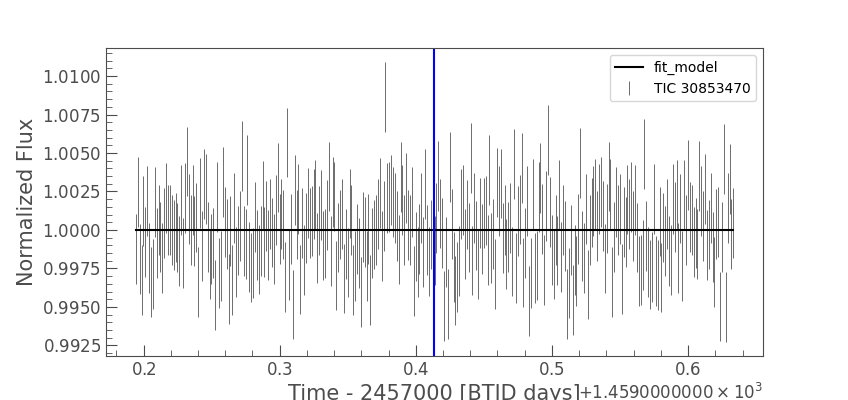 fit_model
TIC 30853470
Normalized Flux
1.0100
1.0075
1.0050
1.0025
1.0000
0.9975
0.9950
0.9925
0.2 0.3 0.4 0.5 0.6
Time - 2457000 [BTJD days]
+1.4590000000 × 10³